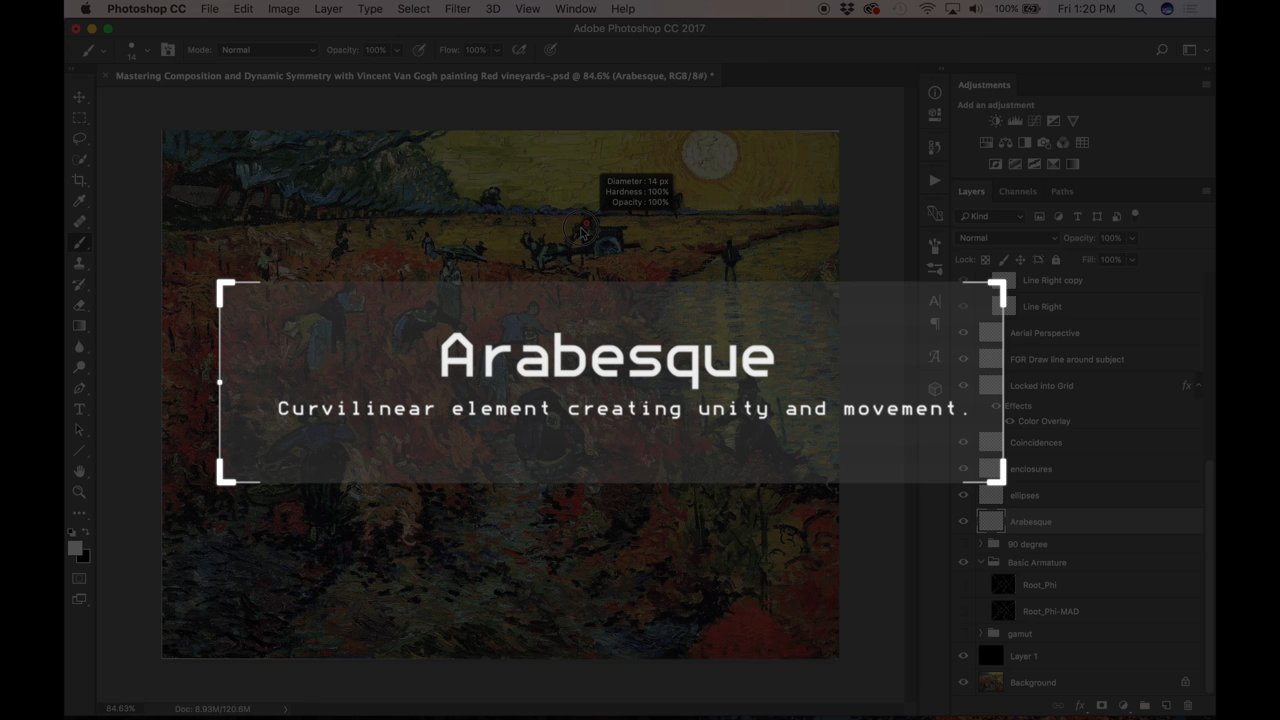 Photoshop CC File Edit Image Layer Type Select Filter 3D View Window Help 100% Fri 1:20 PM
Adobe Photoshop CC 2017
14 Mode: Normal Opacity: 100% Flow: 100%
Mastering Composition and Dynamic Symmetry with Vincent Van Gogh painting Red vineyards-.psd @ 84.6% (Arabesque, RGB/8#) *
Adjustments
Add an adjustment
Diameter: 14 px
Hardness: 100%
Opacity: 100%
Layers Channels Paths
Kind
Normal Opacity: 100%
Lock: Fill: 100%
Line Right copy
Line Right
Aerial Perspective
FGR Draw line around subject
Locked into Grid fx
Effects
Color Overlay
Coincidences
enclosures
ellipses
Arabesque
90 degree
Basic Armature
Root_Phi
Root_Phi-MAD
gamut
Layer 1
Background
Arabesque
Curvilinear element creating unity and movement.
84.63% Doc: 8.93M/120.6M